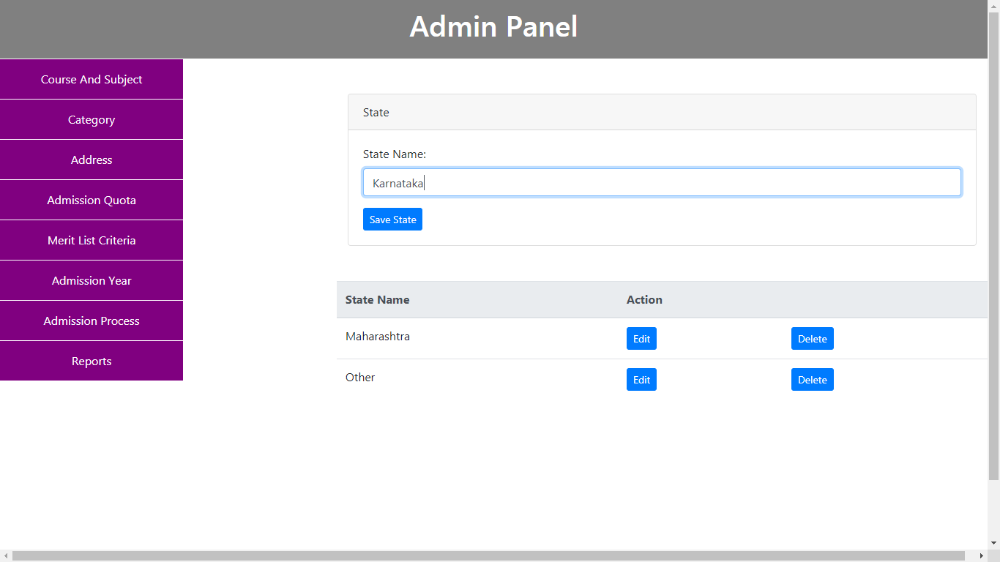 Admin Panel
Course And Subject
Category
Address
Admission Quota
Merit List Criteria
Admission Year
Admission Process
Reports
State
State Name:
Karnataka
Save State
State Name Action
Maharashtra Edit Delete
Other Edit Delete